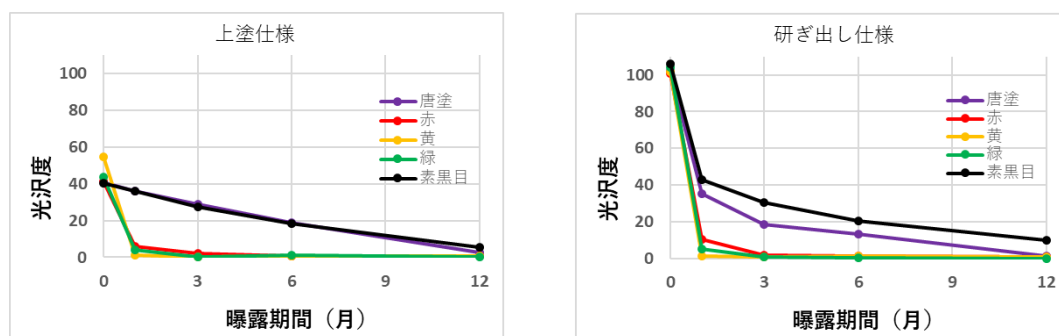 上塗仕様
100
80
60
40
20
0
光沢度
唐塗
赤
黄
緑
素黒目
0 3 6 9 12
曝露期間（月）
研ぎ出し仕様
100
80
60
40
20
0
光沢度
唐塗
赤
黄
緑
素黒目
0 3 6 9 12
曝露期間（月）